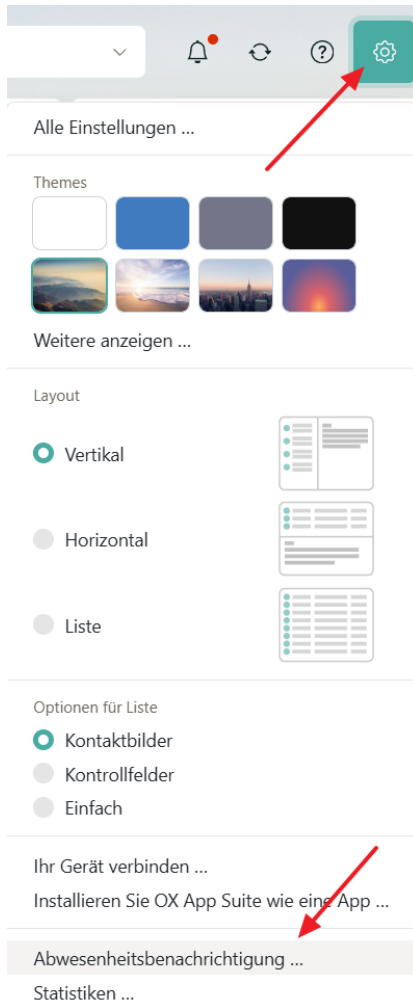 Alle Einstellungen ...
Themes
Weitere anzeigen ...
Layout
Vertikal
Horizontal
Liste
Optionen für Liste
Kontaktbilder
Kontrollfelder
Einfach
Ihr Gerät verbinden ...
Installieren Sie OX App Suite wie eine App ...
Abwesenheitsbenachrichtigung ...
Statistiken ...